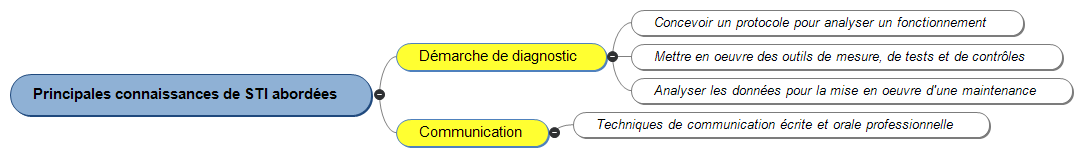 Principales connaissances de STI abordées
Démarche de diagnostic
Concevoir un protocole pour analyser un fonctionnement
Mettre en oeuvre des outils de mesure, de tests et de contrôles
Analyser les données pour la mise en oeuvre d'une maintenance
Communication
Techniques de communication écrite et orale professionnelle